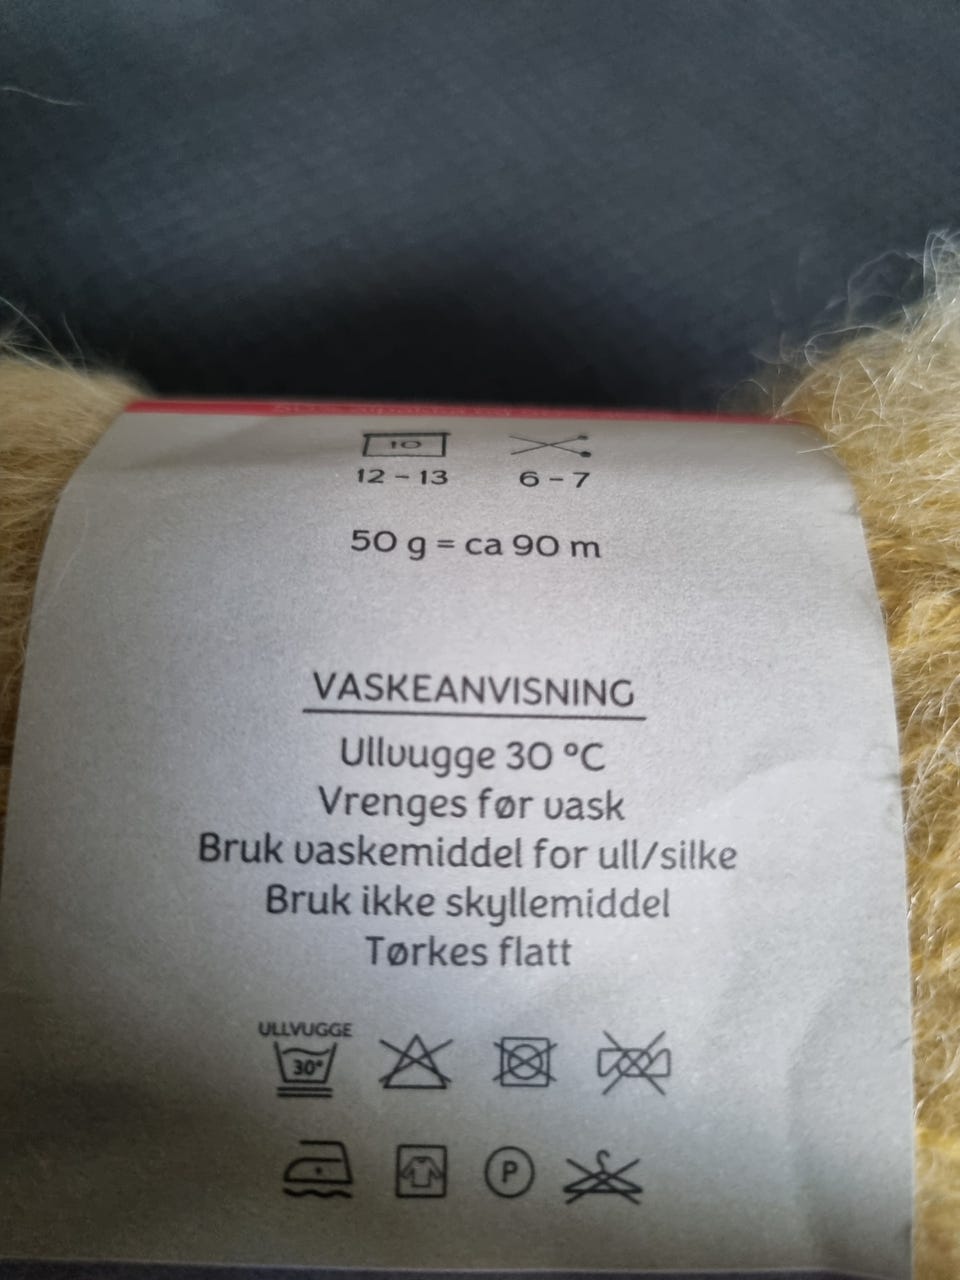 10
12 – 13 6 – 7
50 g = ca 90 m
VASKEANVISNING
Ullvugge 30 °C
Vrenges før vask
Bruk vaskemiddel for ull/silke
Bruk ikke skyllemiddel
Tørkes flatt
ULLVUGGE
30°
P